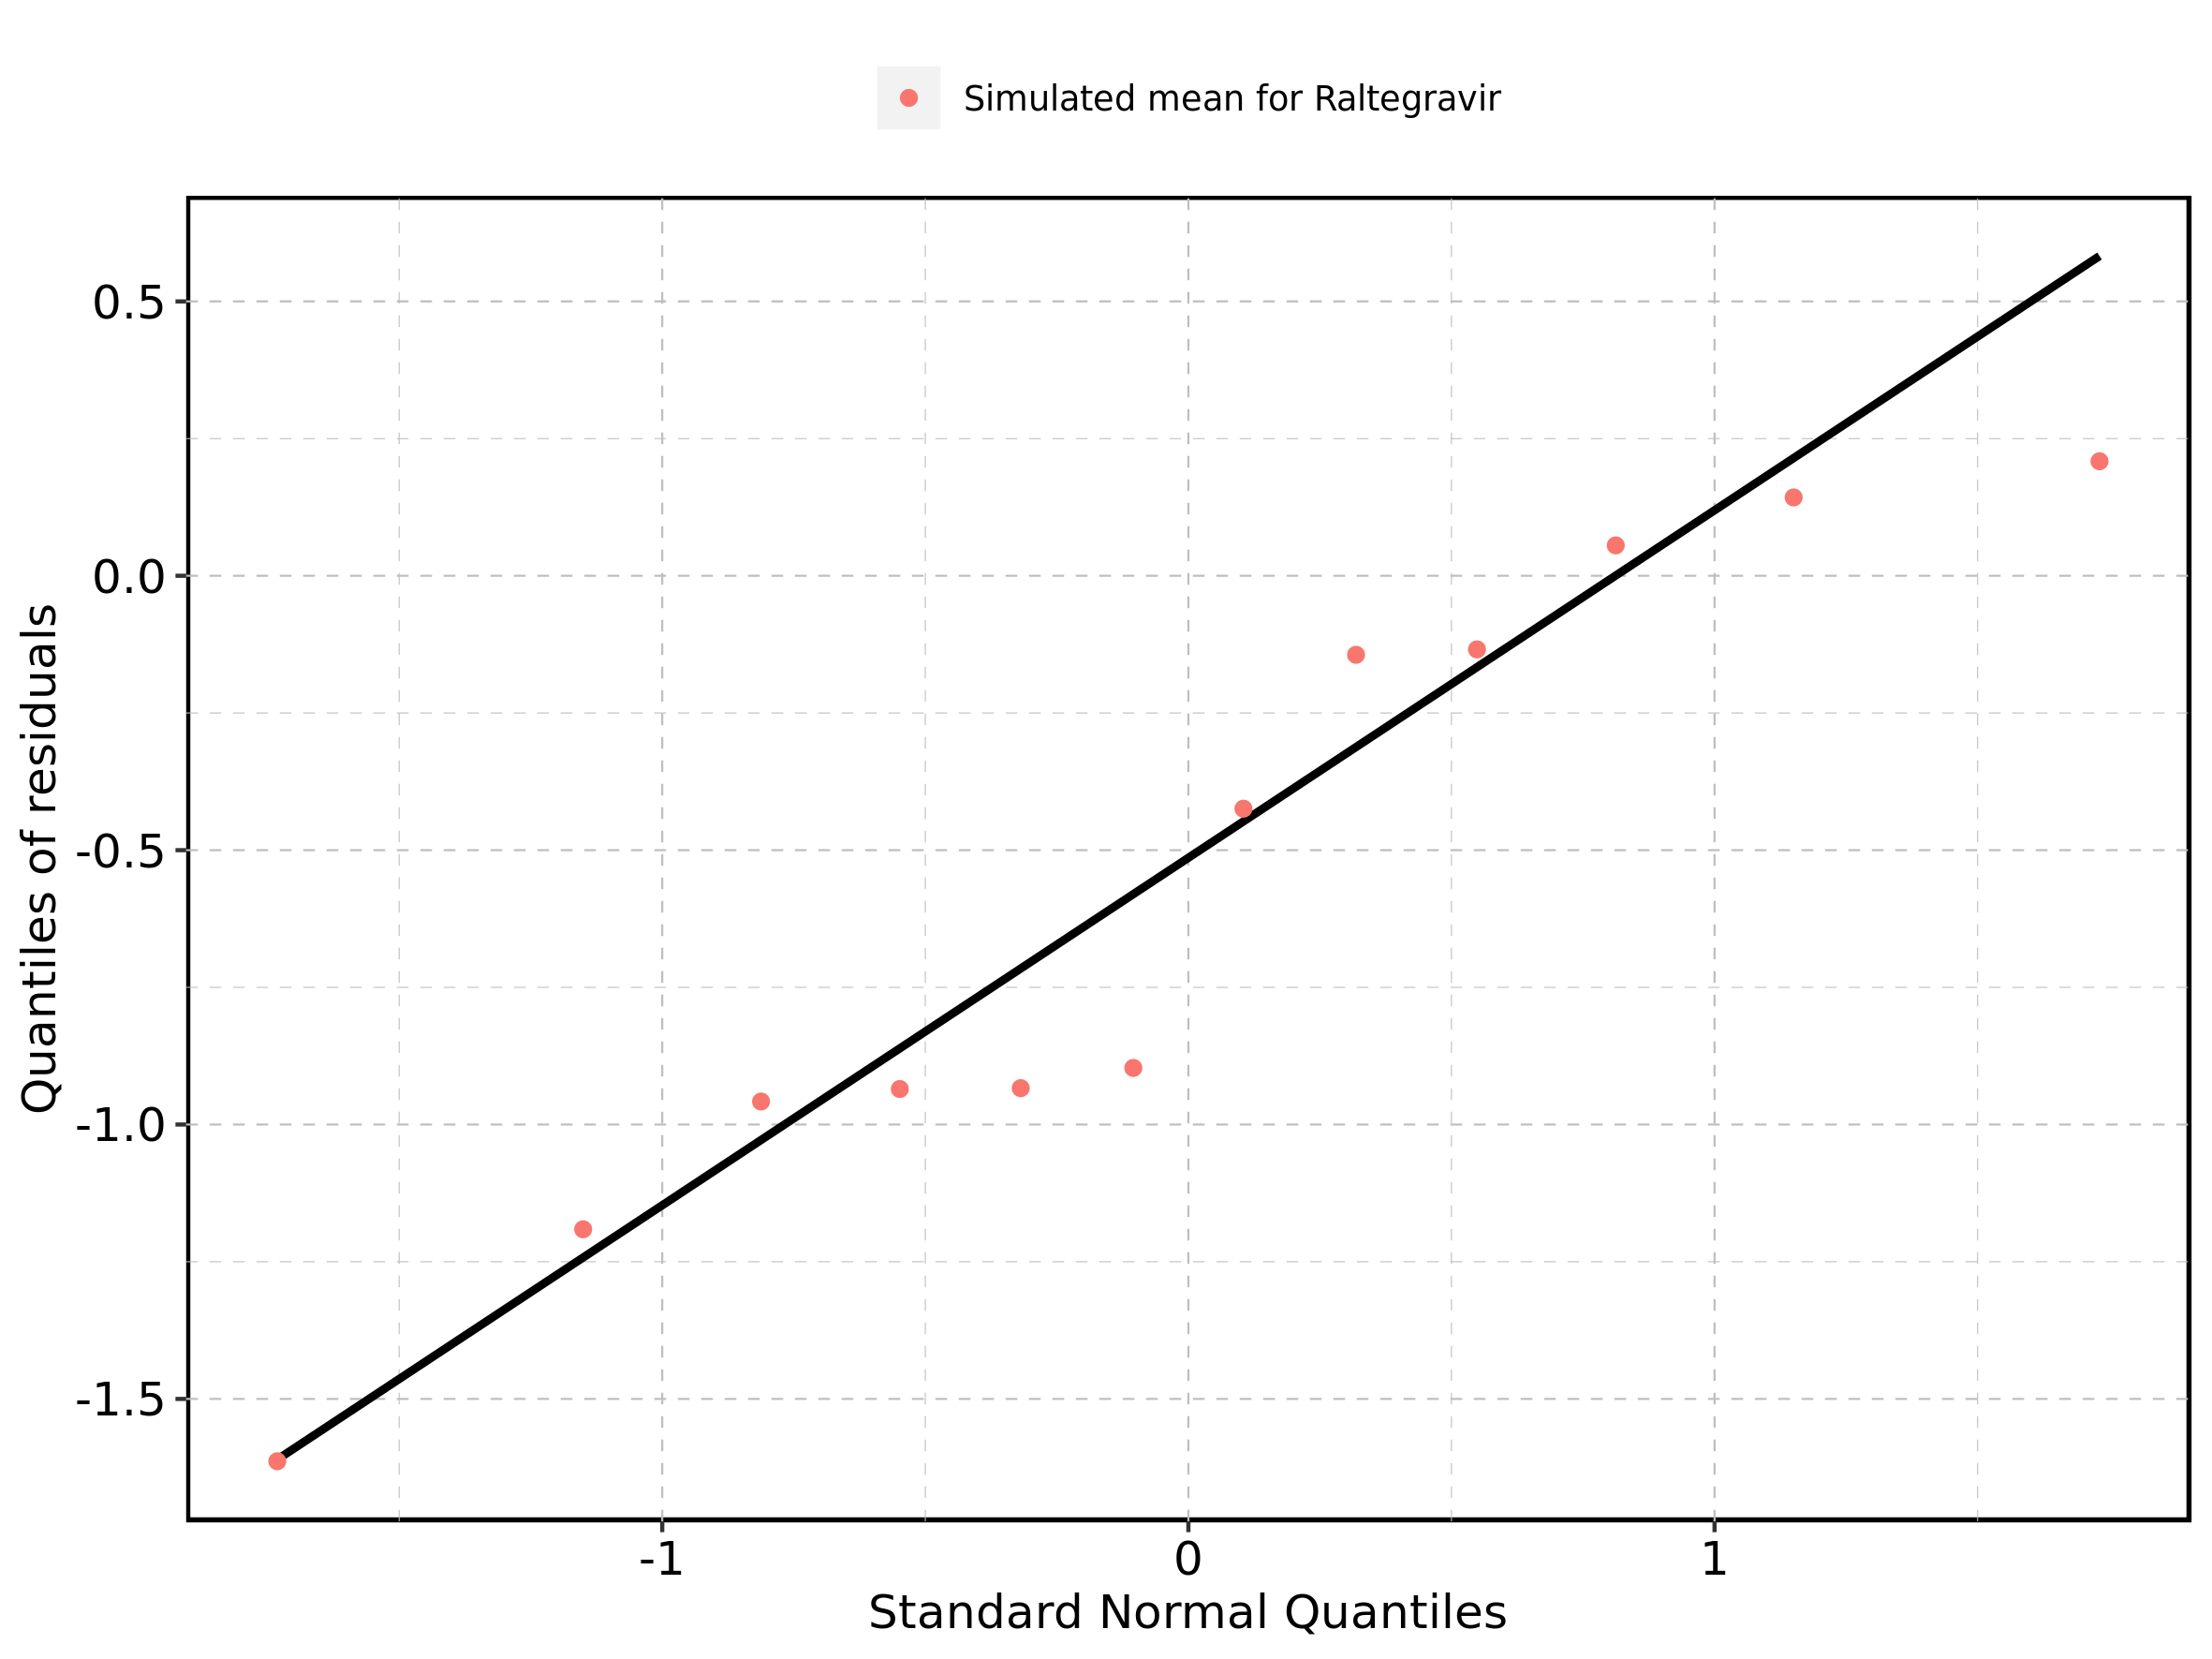 Simulated mean for Raltegravir
Quantiles of residuals
0.5
0.0
-0.5
-1.0
-1.5
-1 0 1
Standard Normal Quantiles